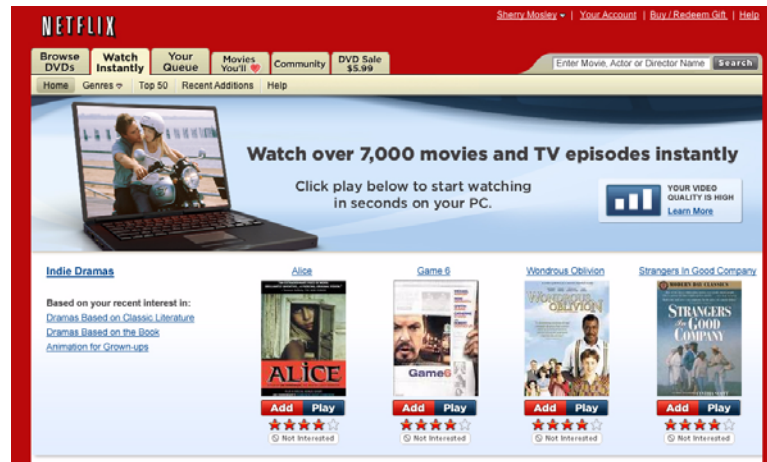 NETFLIX
Sherry Mosley | Your Account | Buy / Redeem Gift | Help
Browse DVDs
Watch Instantly
Your Queue
Movies You'll
Community
DVD Sale $5.99
Enter Movie, Actor or Director Name
Search
Home Genres Top 50 Recent Additions Help
Watch over 7,000 movies and TV episodes instantly
Click play below to start watching
in seconds on your PC.
YOUR VIDEO
QUALITY IS HIGH
Learn More
Indie Dramas
Based on your recent interest in:
Dramas Based on Classic Literature
Dramas Based on the Book
Animation for Grown-ups
Alice
ALICE
Add Play
Not Interested
Game 6
Game6
Add Play
Not Interested
Wondrous Oblivion
WONDROUS
OBLIVION
Add Play
Not Interested
Strangers In Good Company
STRANGERS
In GOOD
COMPANY
Add Play
Not Interested